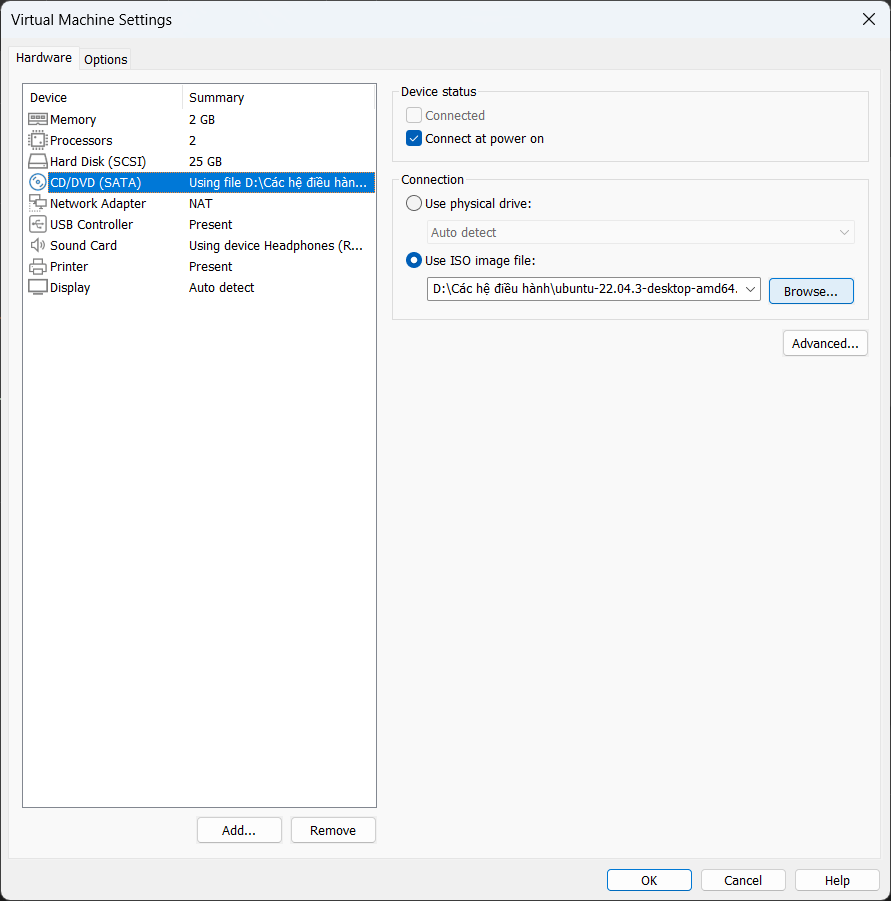 Virtual Machine Settings
Hardware Options
Device Summary
Memory 2 GB
Processors 2
Hard Disk (SCSI) 25 GB
CD/DVD (SATA) Using file D:\Các hệ điều hàn...
Network Adapter NAT
USB Controller Present
Sound Card Using device Headphones (R...
Printer Present
Display Auto detect
Add... Remove
Device status
Connected
Connect at power on
Connection
Use physical drive:
Auto detect
Use ISO image file:
D:\Các hệ điều hành\ubuntu-22.04.3-desktop-amd64. Browse...
Advanced...
OK Cancel Help